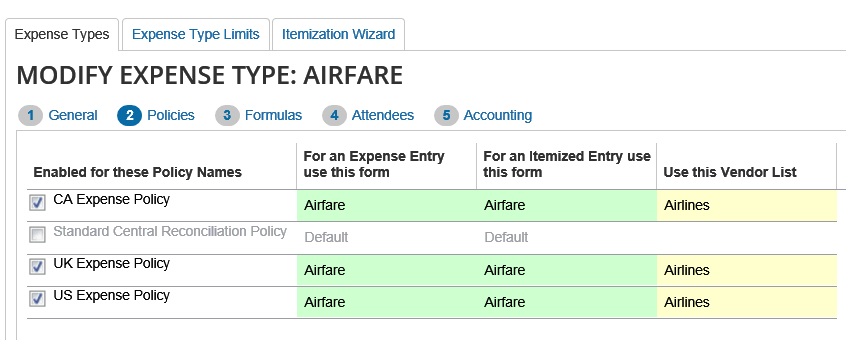 Expense Types Expense Type Limits Itemization Wizard
MODIFY EXPENSE TYPE: AIRFARE
1 General 2 Policies 3 Formulas 4 Attendees 5 Accounting
Enabled for these Policy Names
For an Expense Entry
use this form
For an Itemized Entry use
this form
Use this Vendor List
CA Expense Policy Airfare Airfare Airlines
Standard Central Reconciliation Policy Default Default
UK Expense Policy Airfare Airfare Airlines
US Expense Policy Airfare Airfare Airlines